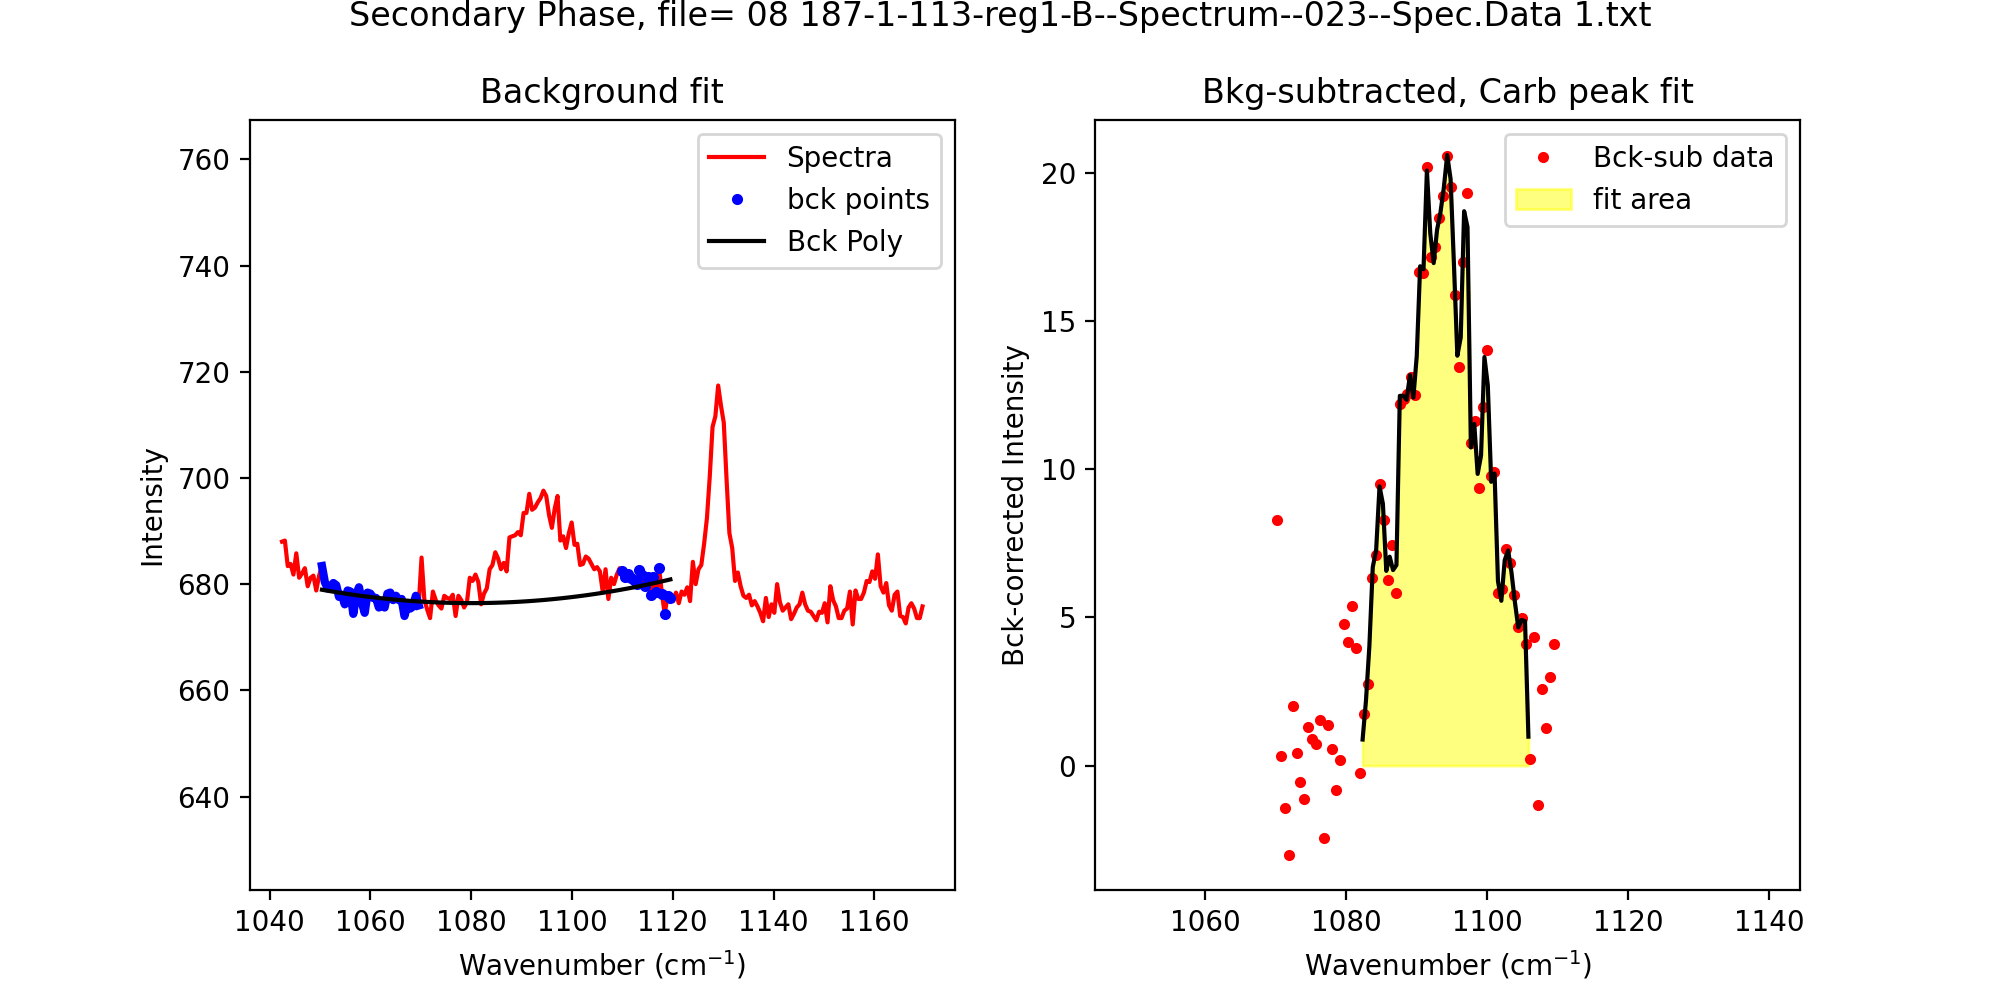 Secondary Phase, file= 08 187-1-113-reg1-B--Spectrum--023--Spec.Data 1.txt
Background fit
Spectra
bck points
Bck Poly
Intensity
760
740
720
700
680
660
640
1040 1060 1080 1100 1120 1140 1160
Wavenumber (cm⁻¹)
Bkg-subtracted, Carb peak fit
Bck-sub data
fit area
Bck-corrected Intensity
20
15
10
5
0
1060 1080 1100 1120 1140
Wavenumber (cm⁻¹)